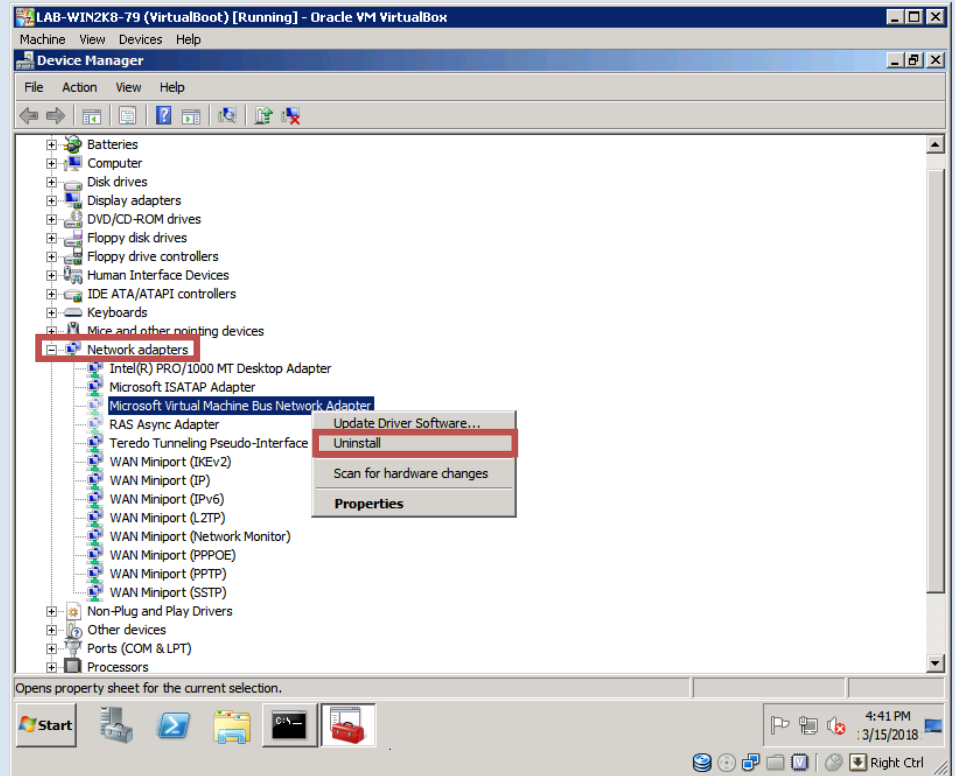 LAB-WIN2K8-79 (VirtualBoot) [Running] - Oracle VM VirtualBox
Machine View Devices Help
Device Manager
File Action View Help
Batteries
Computer
Disk drives
Display adapters
DVD/CD-ROM drives
Floppy disk drives
Floppy drive controllers
Human Interface Devices
IDE ATA/ATAPI controllers
Keyboards
Mice and other pointing devices
Network adapters
Intel(R) PRO/1000 MT Desktop Adapter
Microsoft ISATAP Adapter
Microsoft Virtual Machine Bus Network Adapter
RAS Async Adapter
Teredo Tunneling Pseudo-Interface
WAN Miniport (IKEv2)
WAN Miniport (IP)
WAN Miniport (IPv6)
WAN Miniport (L2TP)
WAN Miniport (Network Monitor)
WAN Miniport (PPPOE)
WAN Miniport (PPTP)
WAN Miniport (SSTP)
Non-Plug and Play Drivers
Other devices
Ports (COM & LPT)
Processors
Update Driver Software...
Uninstall
Scan for hardware changes
Properties
Opens property sheet for the current selection.
Start
C:\_
4:41 PM
3/15/2018
Right Ctrl